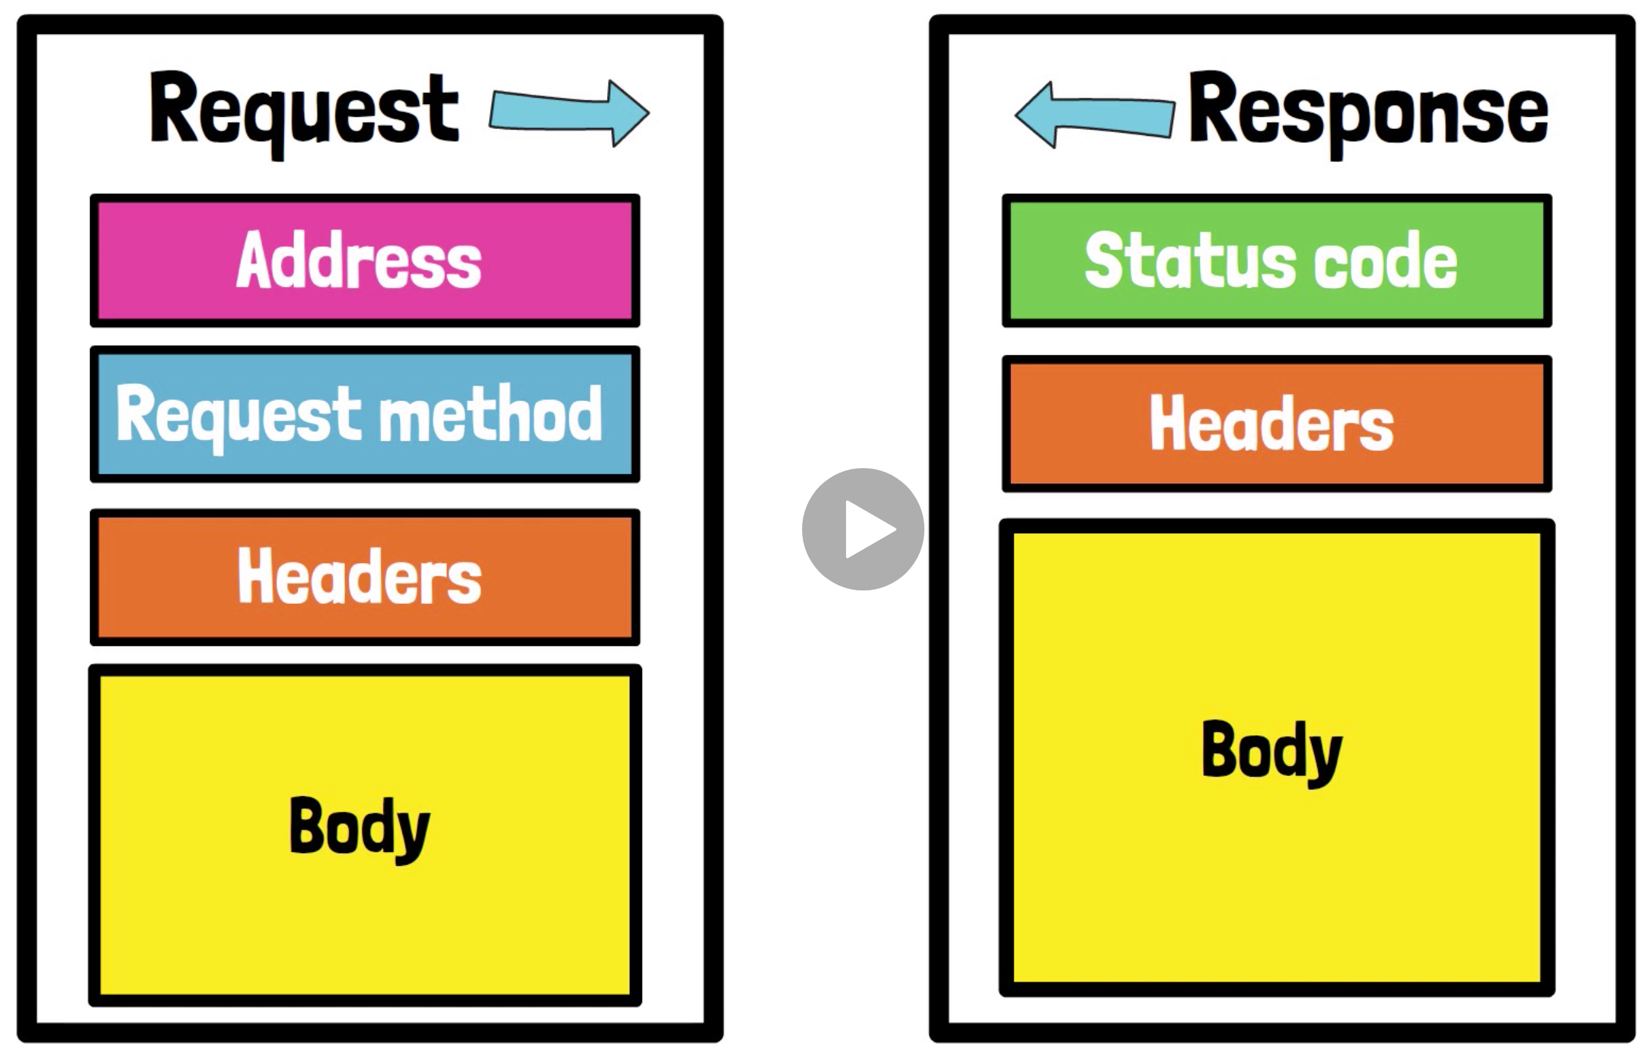 Request
Address
Request method
Headers
Body
Response
Status code
Headers
Body